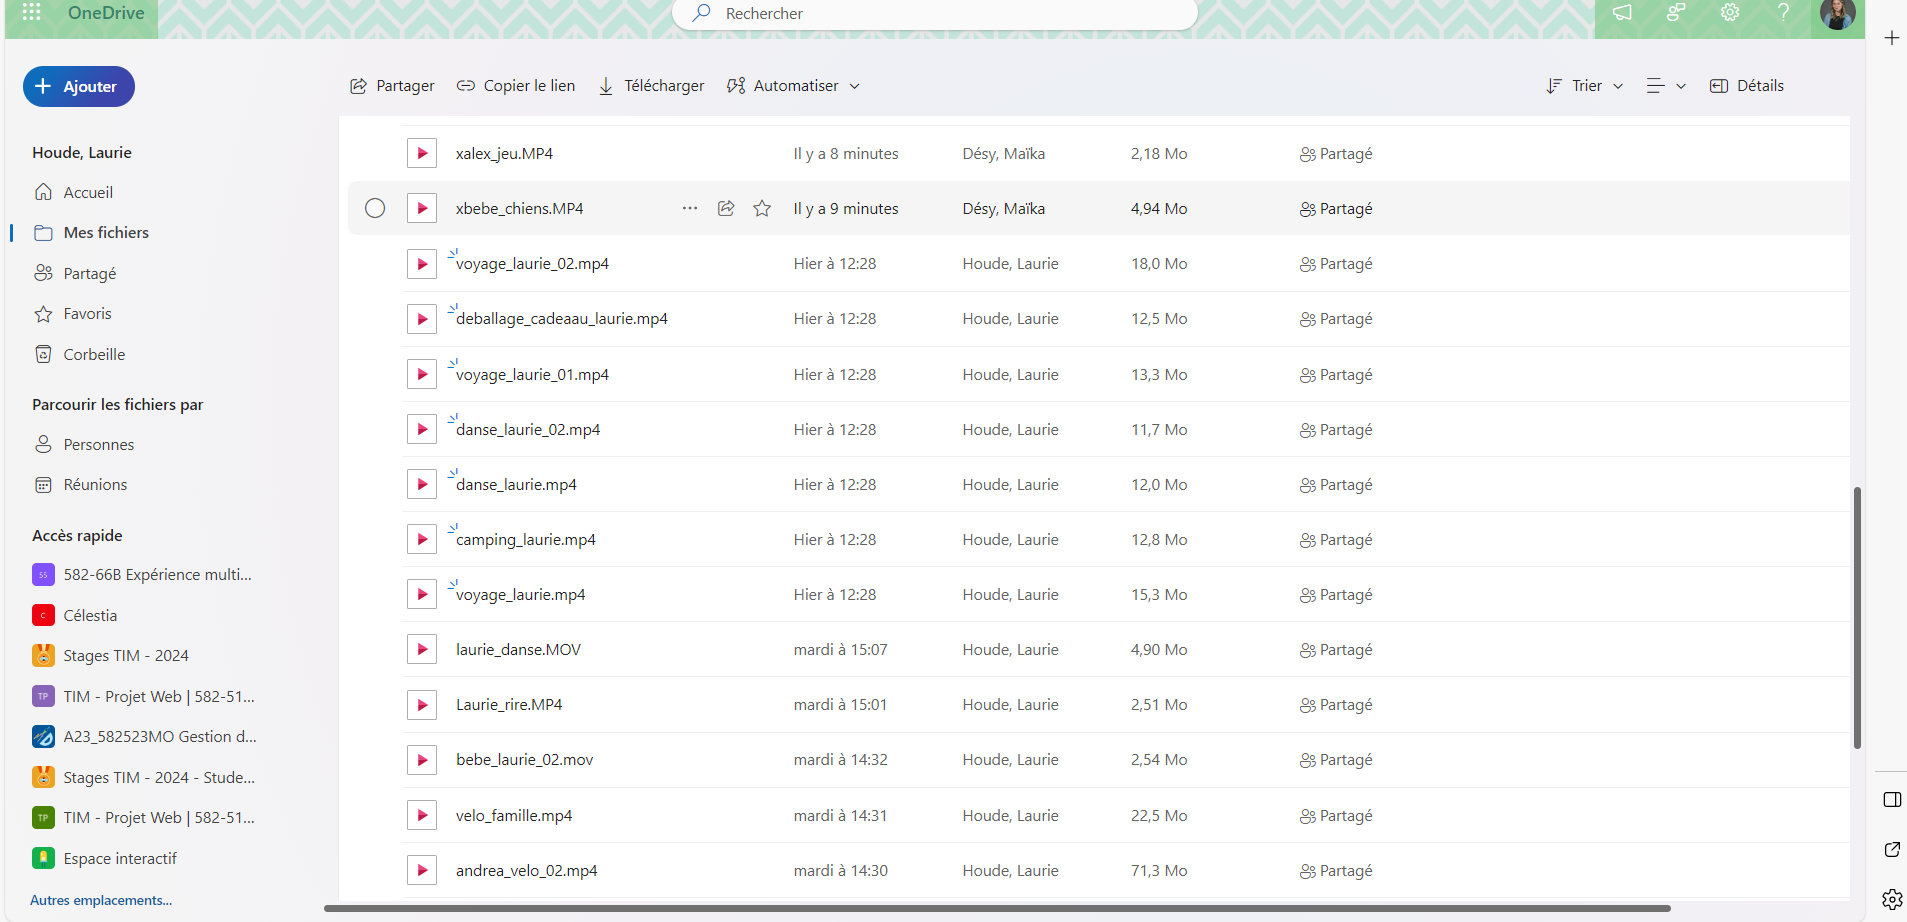 OneDrive
Rechercher
Ajouter
Partager Copier le lien Télécharger Automatiser Trier Détails
Houde, Laurie
Accueil
Mes fichiers
Partagé
Favoris
Corbeille
Parcourir les fichiers par
Personnes
Réunions
Accès rapide
S5 582-66B Expérience multi...
C Célestia
Stages TIM - 2024
TP TIM - Projet Web | 582-51...
A23_582523MO Gestion d...
Stages TIM - 2024 - Stude...
TP TIM - Projet Web | 582-51...
Espace interactif
Autres emplacements...
xalex_jeu.MP4 Il y a 8 minutes Désy, Maïka 2,18 Mo Partagé
xbebe_chiens.MP4 ... Il y a 9 minutes Désy, Maïka 4,94 Mo Partagé
voyage_laurie_02.mp4 Hier à 12:28 Houde, Laurie 18,0 Mo Partagé
deballage_cadeaau_laurie.mp4 Hier à 12:28 Houde, Laurie 12,5 Mo Partagé
voyage_laurie_01.mp4 Hier à 12:28 Houde, Laurie 13,3 Mo Partagé
danse_laurie_02.mp4 Hier à 12:28 Houde, Laurie 11,7 Mo Partagé
danse_laurie.mp4 Hier à 12:28 Houde, Laurie 12,0 Mo Partagé
camping_laurie.mp4 Hier à 12:28 Houde, Laurie 12,8 Mo Partagé
voyage_laurie.mp4 Hier à 12:28 Houde, Laurie 15,3 Mo Partagé
laurie_danse.MOV mardi à 15:07 Houde, Laurie 4,90 Mo Partagé
Laurie_rire.MP4 mardi à 15:01 Houde, Laurie 2,51 Mo Partagé
bebe_laurie_02.mov mardi à 14:32 Houde, Laurie 2,54 Mo Partagé
velo_famille.mp4 mardi à 14:31 Houde, Laurie 22,5 Mo Partagé
andrea_velo_02.mp4 mardi à 14:30 Houde, Laurie 71,3 Mo Partagé